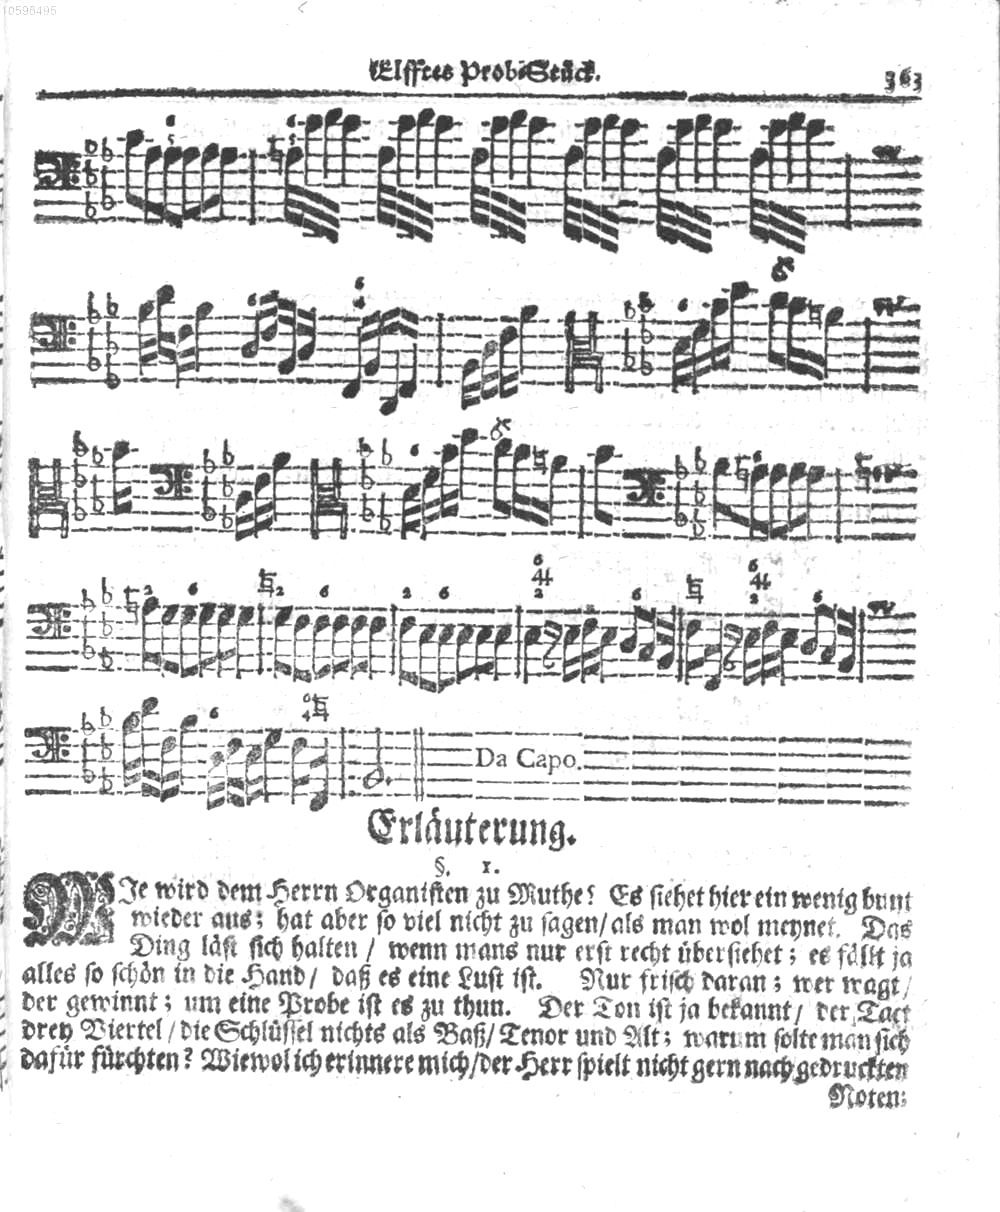 10598495
Elfftes Prob-Stück. 363
Da Capo.
Erläuterung.
§. 1.
WIe wird dem Herrn Organisten zu Muthe? Es siehet hier ein wenig bunt
wieder aus; hat aber so viel nicht zu sagen/ als man wol meynet. Das
Ding läst sich halten / wenn mans nur erst recht übersiehet; es fällt ja
alles so schön in die Hand/ daß es eine Lust ist. Nur frisch daran; wer wagt/
der gewinnt; um eine Probe ist es zu thun. Der Ton ist ja bekannt/ der Tact
drey Viertel/ die Schlüssel nichts als Baß/ Tenor und Alt; warum solte man sich
dafür fürchten? Wiewol ich erinnere mich/ der Herr spielt nicht gern nach gedruckten
Noten;